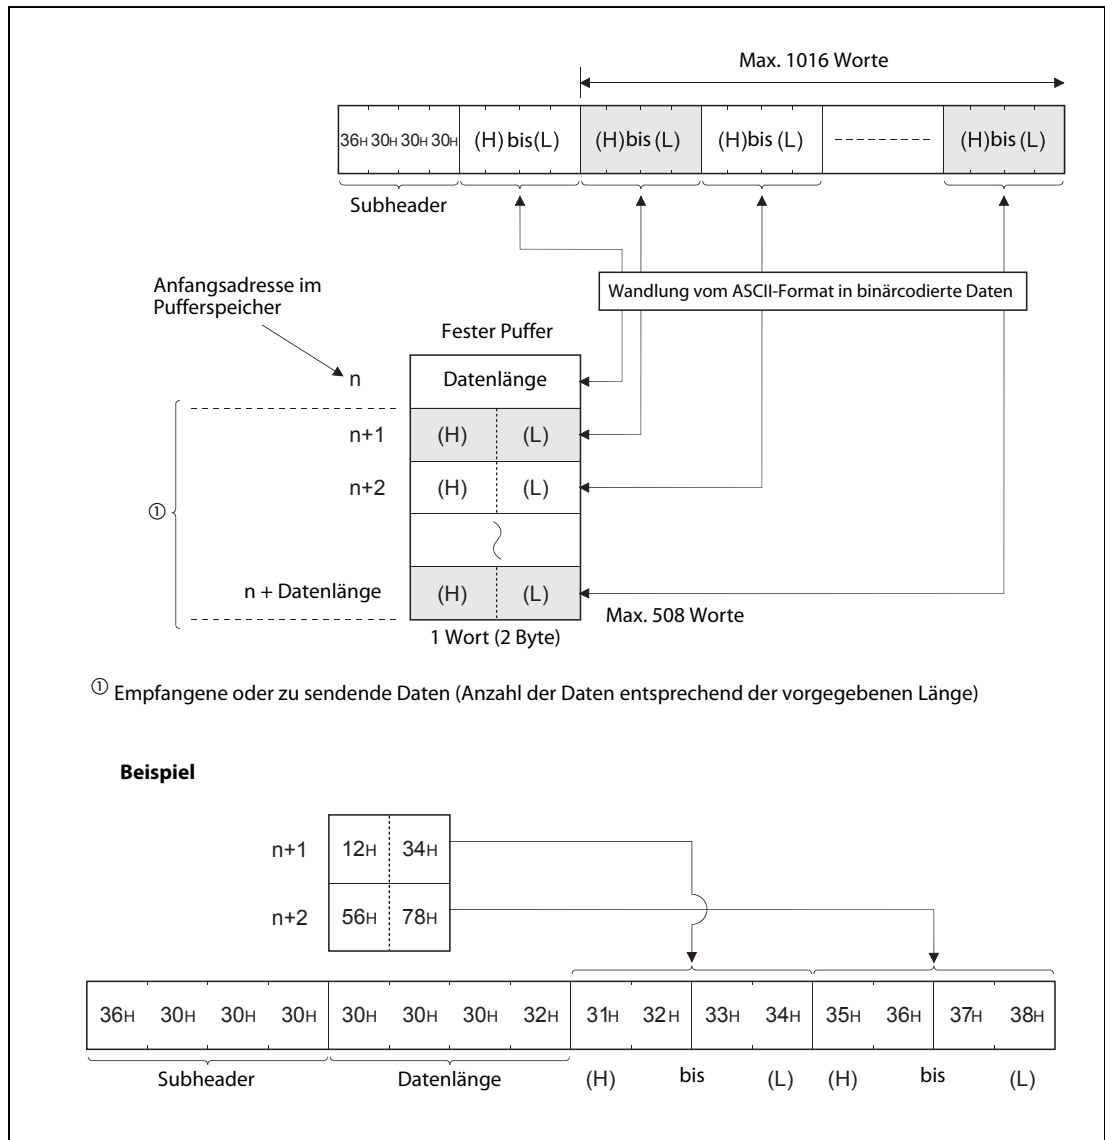 Max. 1016 Worte
36H 30H 30H 30H (H) bis(L) (H)bis (L) (H)bis (L) (H)bis (L)
Subheader
Wandlung vom ASCII-Format in binärcodierte Daten
Anfangsadresse im
Pufferspeicher
Fester Puffer
n Datenlänge
n+1 (H) (L)
n+2 (H) (L)
①
n + Datenlänge (H) (L)
Max. 508 Worte
1 Wort (2 Byte)
① Empfangene oder zu sendende Daten (Anzahl der Daten entsprechend der vorgegebenen Länge)
Beispiel
n+1 12H 34H
n+2 56H 78H
36H 30H 30H 30H 30H 30H 30H 32H 31H 32H 33H 34H 35H 36H 37H 38H
Subheader Datenlänge (H) bis (L) (H) bis (L)